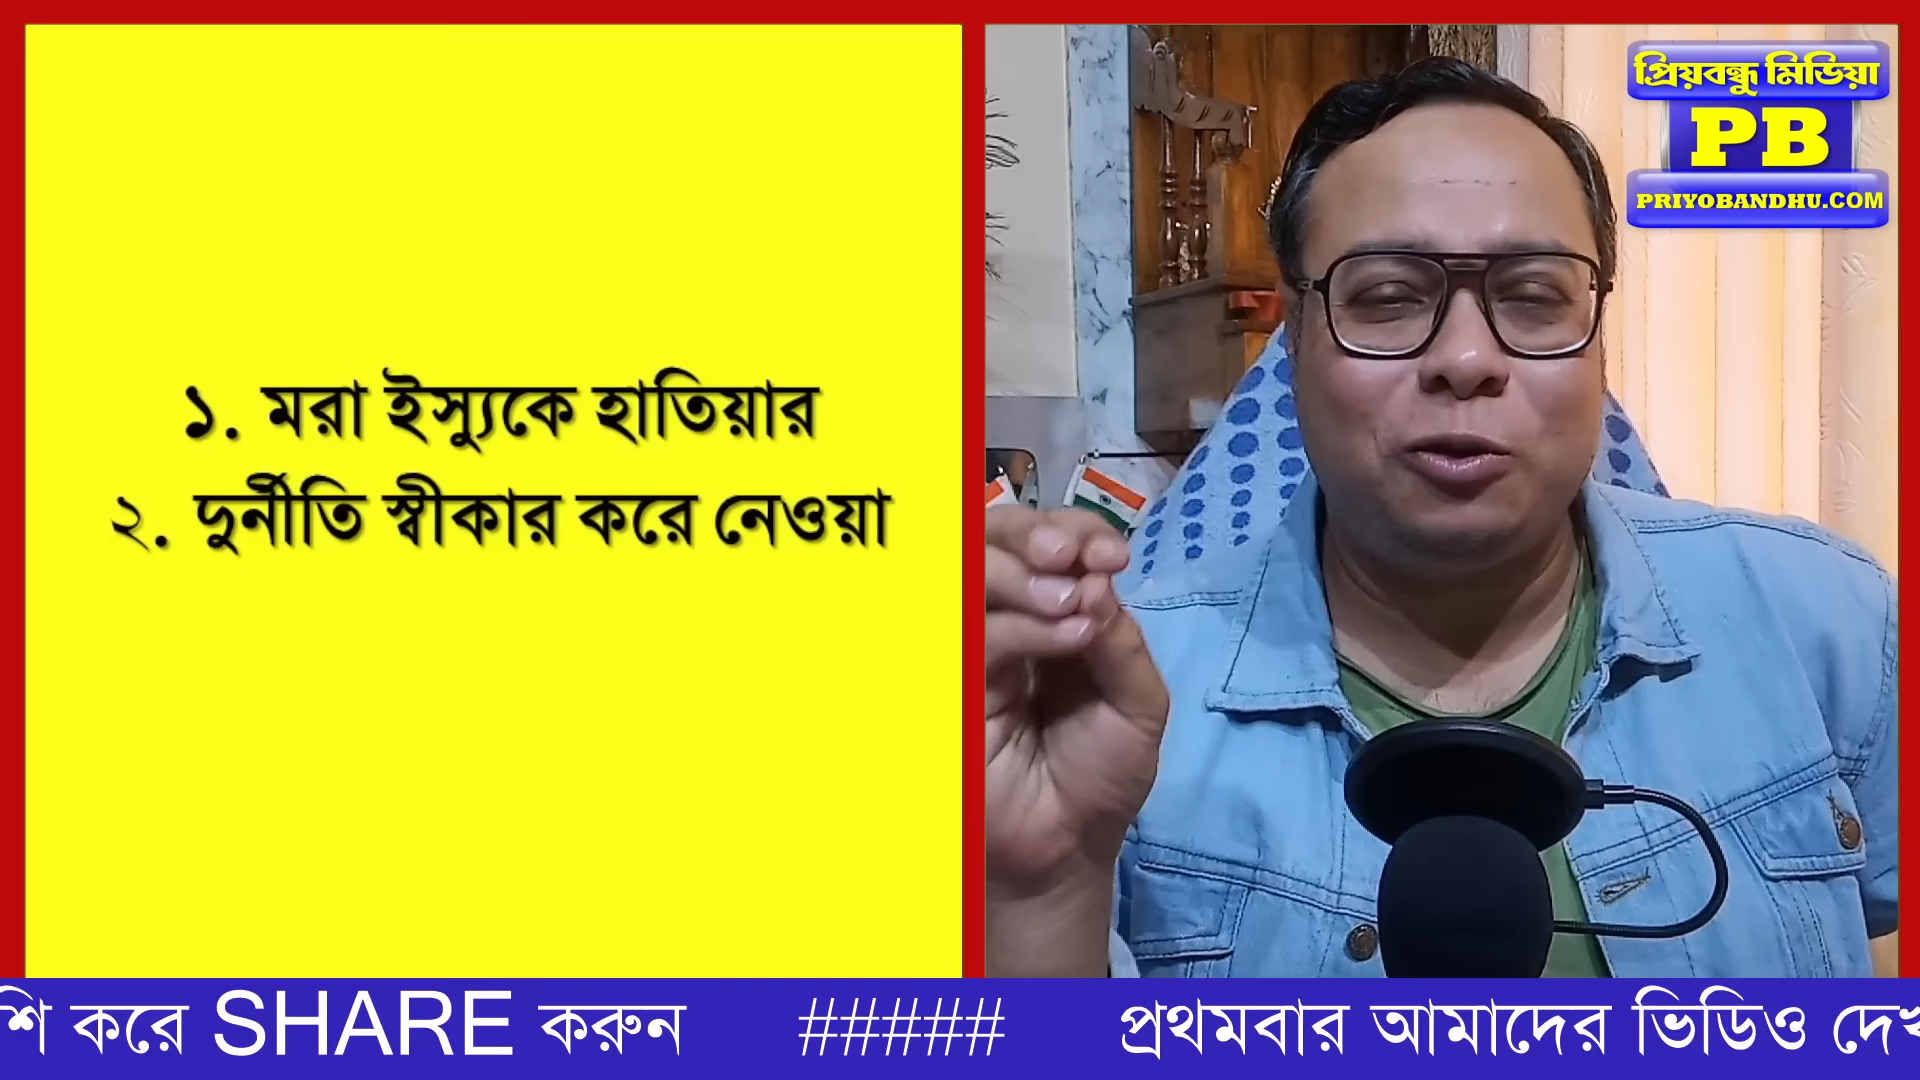 ১. মরা ইস্যুকে হাতিয়ার
২. দুর্নীতি স্বীকার করে নেওয়া
প্রিয়বন্ধু মিডিয়া
PB
PRIYOBANDHU.COM
করে SHARE করুন ##### প্রথমবার আমাদের ভিডিও